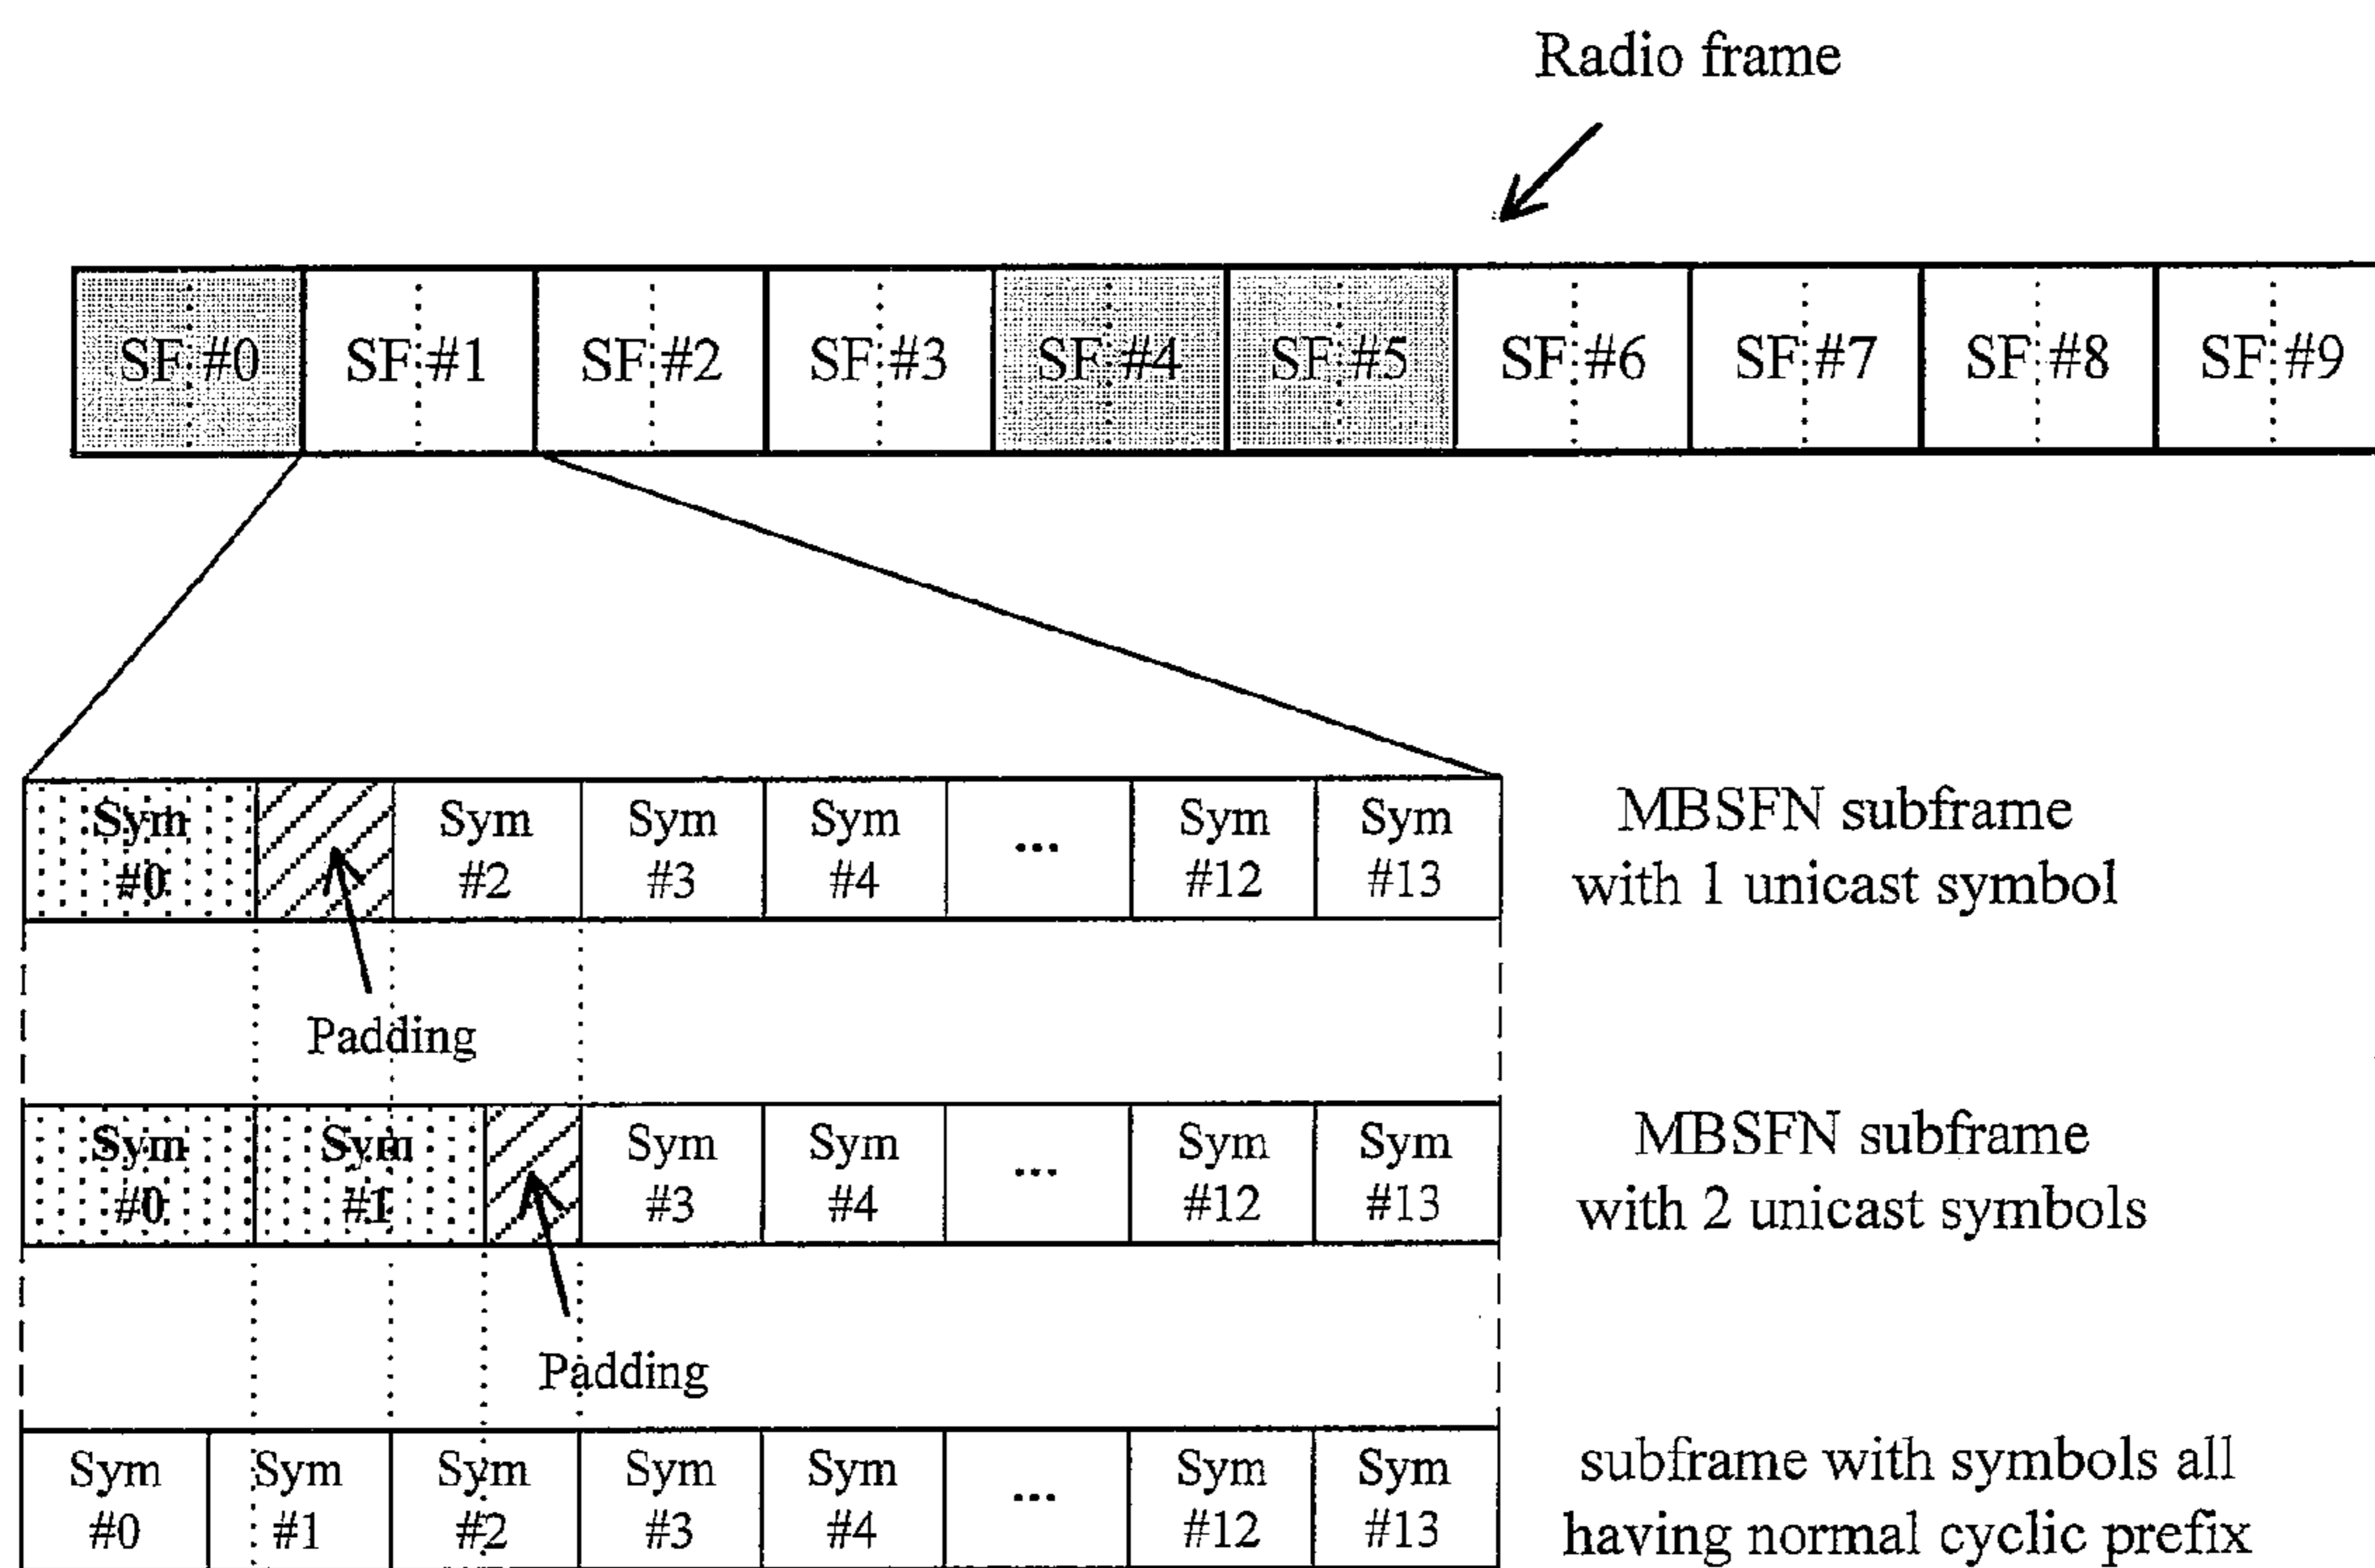 Radio frame
SF #0 SF #1 SF #2 SF #3 SF #4 SF #5 SF #6 SF #7 SF #8 SF #9
Sym #0 Sym #2 Sym #3 Sym #4 ... Sym #12 Sym #13
MBSFN subframe
with 1 unicast symbol
Padding
Sym #0 Sym #1 Sym #3 Sym #4 ... Sym #12 Sym #13
MBSFN subframe
with 2 unicast symbols
Padding
Sym #0 Sym #1 Sym #2 Sym #3 Sym #4 ... Sym #12 Sym #13
subframe with symbols all
having normal cyclic prefix